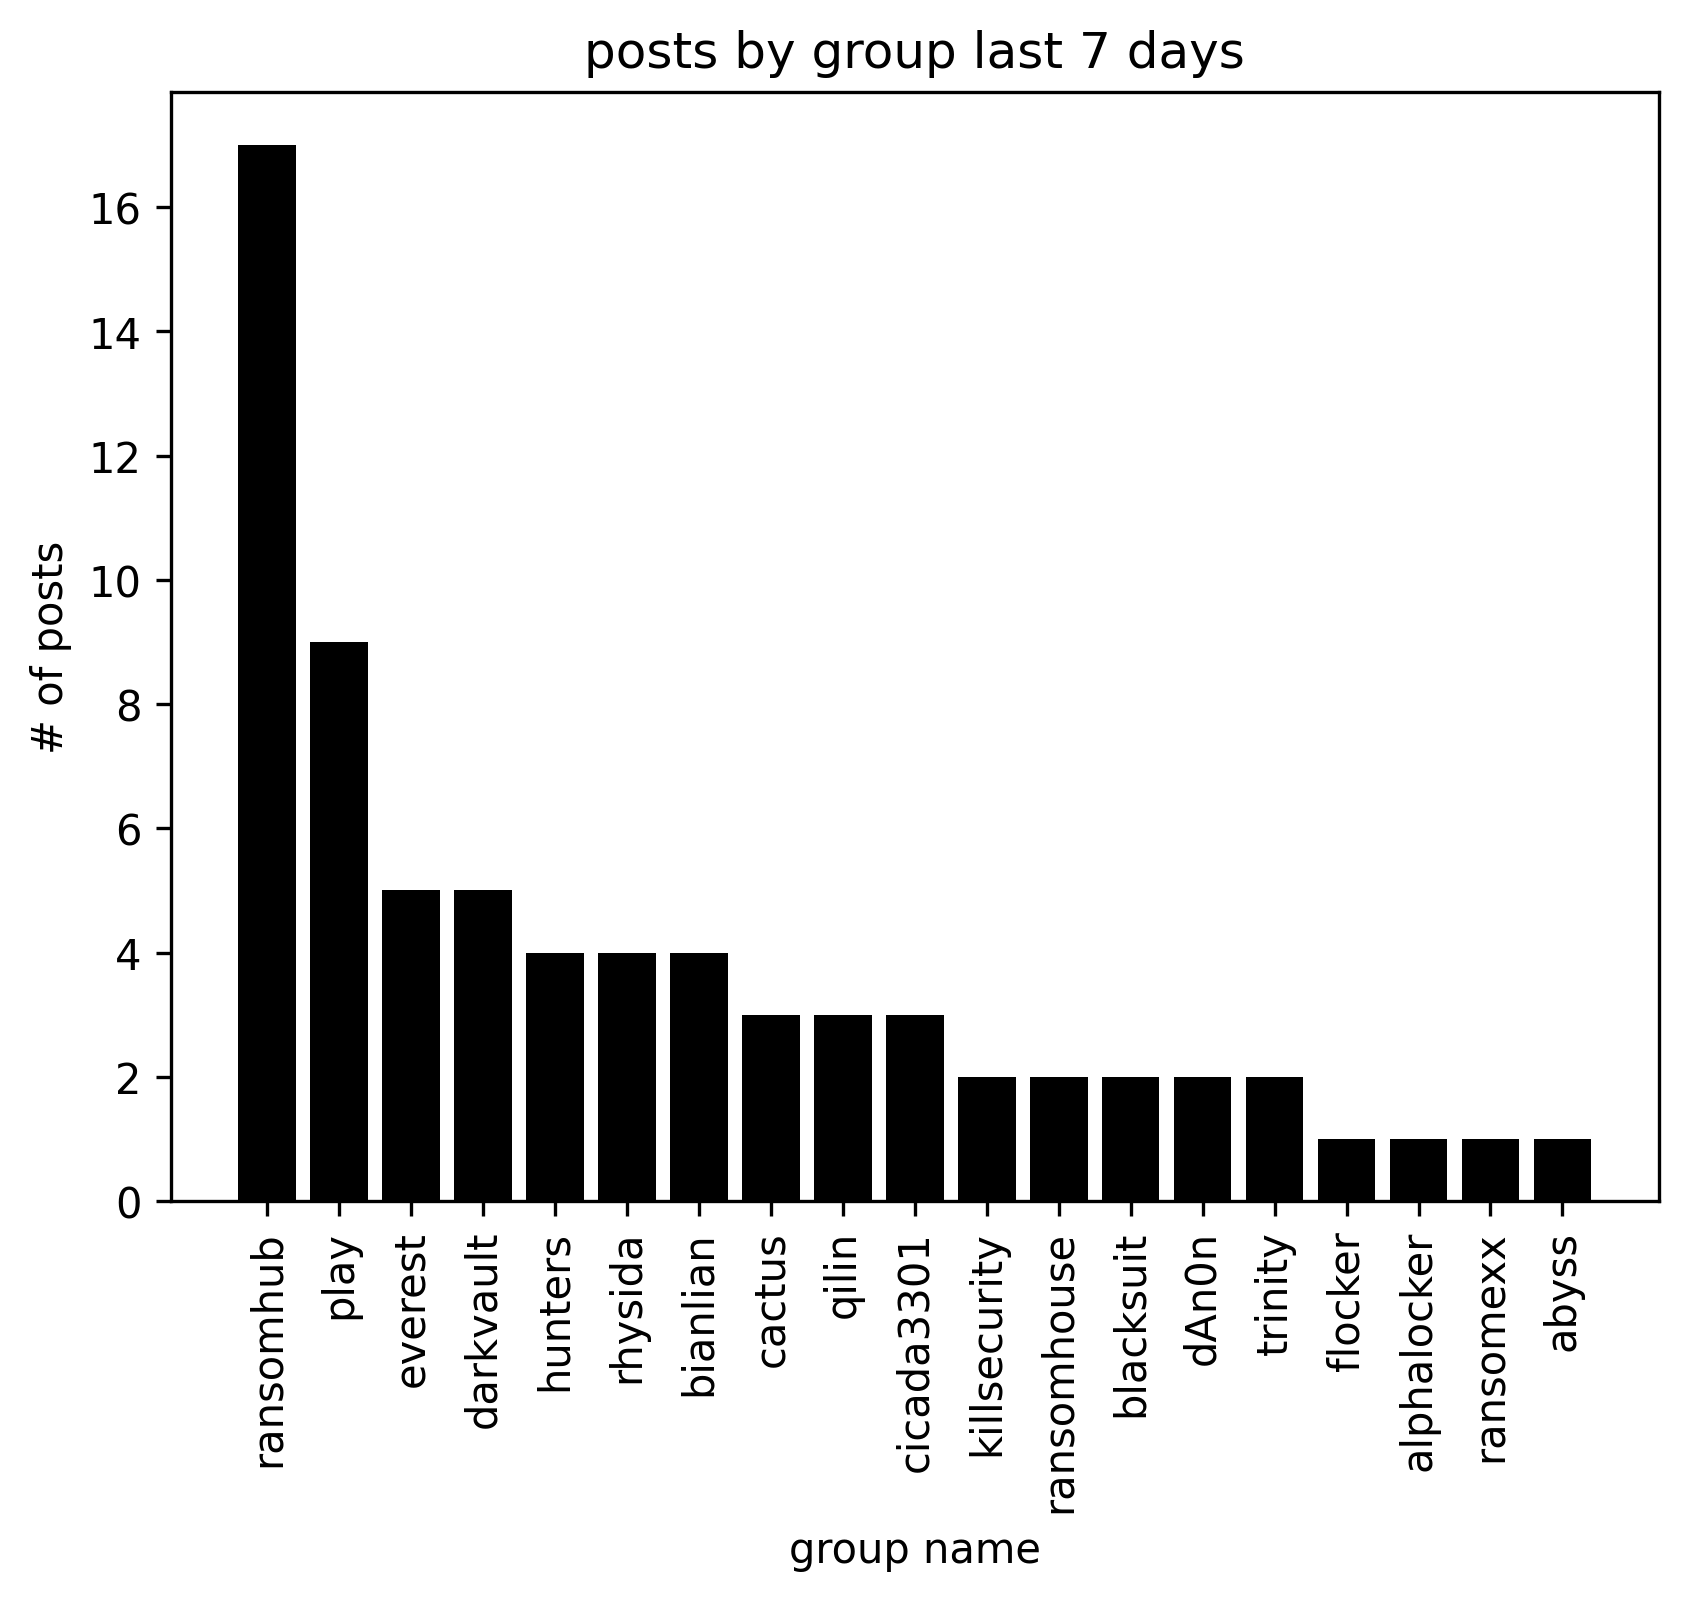 posts by group last 7 days
# of posts
16
14
12
10
8
6
4
2
0
ransomhub
play
everest
darkvault
hunters
rhysida
bianlian
cactus
qilin
cicada3301
killsecurity
ransomhouse
blacksuit
dAn0n
trinity
flocker
alphalocker
ransomexx
abyss
group name